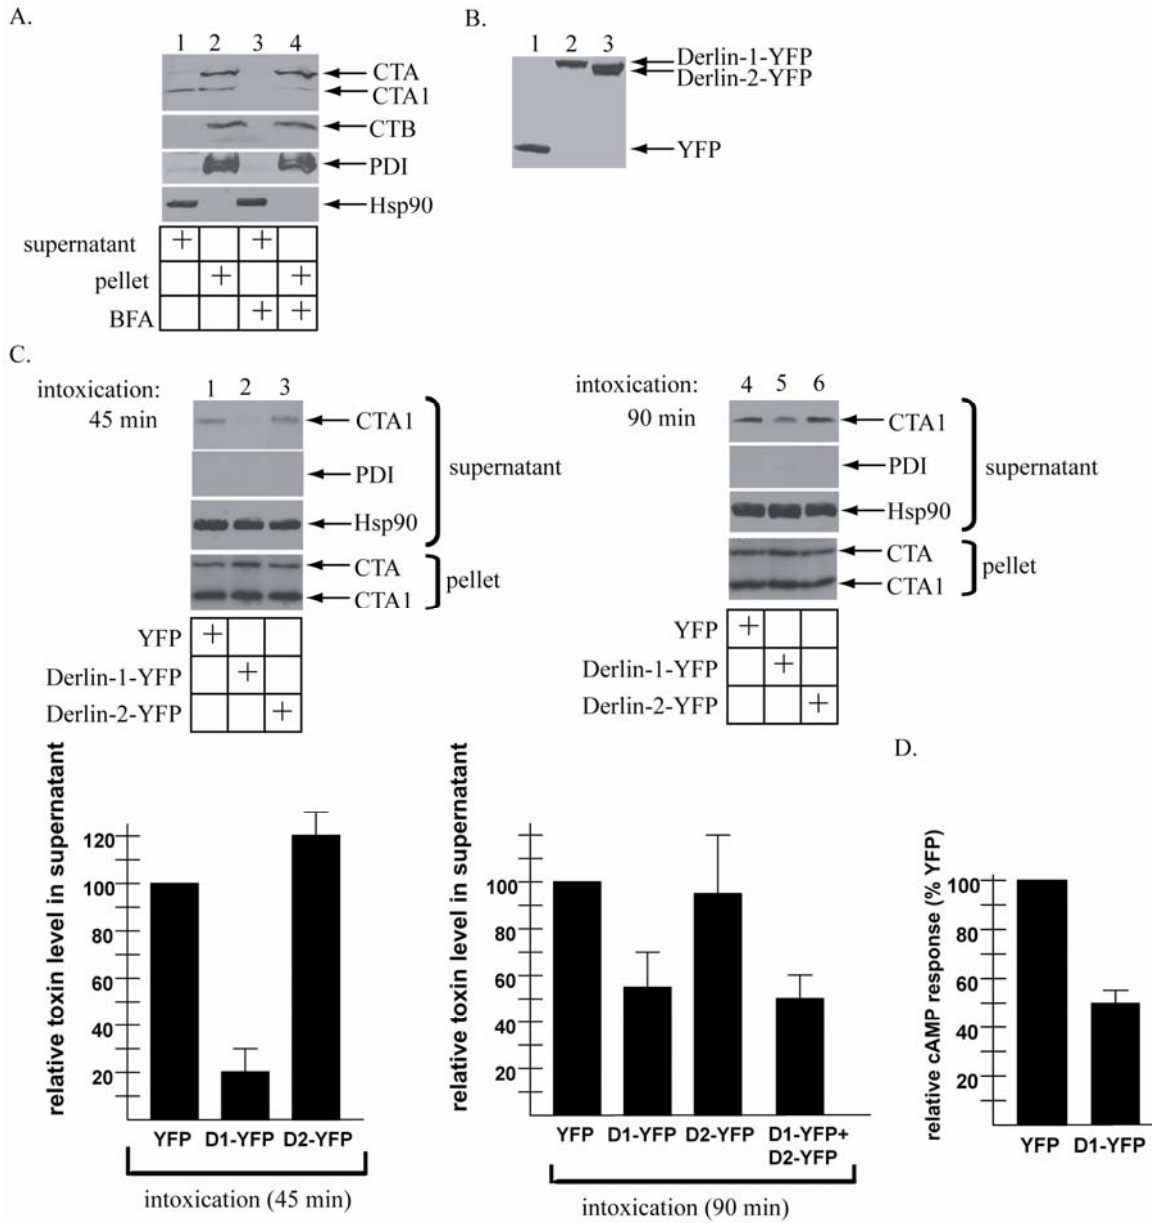 A.
1 2 3 4
CTA
CTA1
CTB
PDI
Hsp90
supernatant + +
pellet + +
BFA + +
B.
1 2 3
Derlin-1-YFP
Derlin-2-YFP
YFP
C.
intoxication: 1 2 3
45 min
CTA1
PDI
supernatant
Hsp90
CTA
pellet
CTA1
YFP +
Derlin-1-YFP +
Derlin-2-YFP +
intoxication: 4 5 6
90 min
CTA1
PDI
supernatant
Hsp90
CTA
pellet
CTA1
YFP +
Derlin-1-YFP +
Derlin-2-YFP +
relative toxin level in supernatant
120
100
80
60
40
20
YFP D1-YFP D2-YFP
intoxication (45 min)
relative toxin level in supernatant
100
80
60
40
20
YFP D1-YFP D2-YFP D1-YFP+
D2-YFP
intoxication (90 min)
D.
relative cAMP response (% YFP)
100
80
60
40
20
YFP D1-YFP